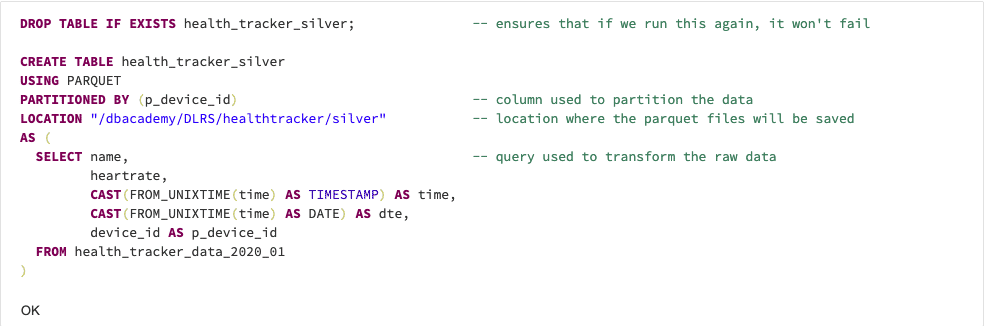 DROP TABLE IF EXISTS health_tracker_silver; -- ensures that if we run this again, it won't fail
CREATE TABLE health_tracker_silver
USING PARQUET
PARTITIONED BY (p_device_id) -- column used to partition the data
LOCATION "/dbacademy/DLRS/healthtracker/silver" -- location where the parquet files will be saved
AS (
SELECT name, -- query used to transform the raw data
heartrate,
CAST(FROM_UNIXTIME(time) AS TIMESTAMP) AS time,
CAST(FROM_UNIXTIME(time) AS DATE) AS dte,
device_id AS p_device_id
FROM health_tracker_data_2020_01
)
OK